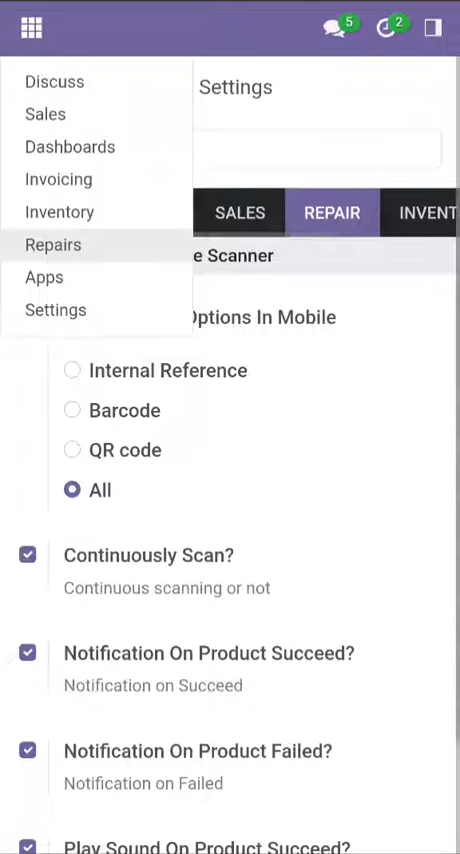 5
2
Discuss
Sales
Dashboards
Invoicing
Inventory
Repairs
Apps
Settings
Settings
SALES
REPAIR
INVENT
e Scanner
Options In Mobile
Internal Reference
Barcode
QR code
All
Continuously Scan?
Continuous scanning or not
Notification On Product Succeed?
Notification on Succeed
Notification On Product Failed?
Notification on Failed
Play Sound On Product Succeed?